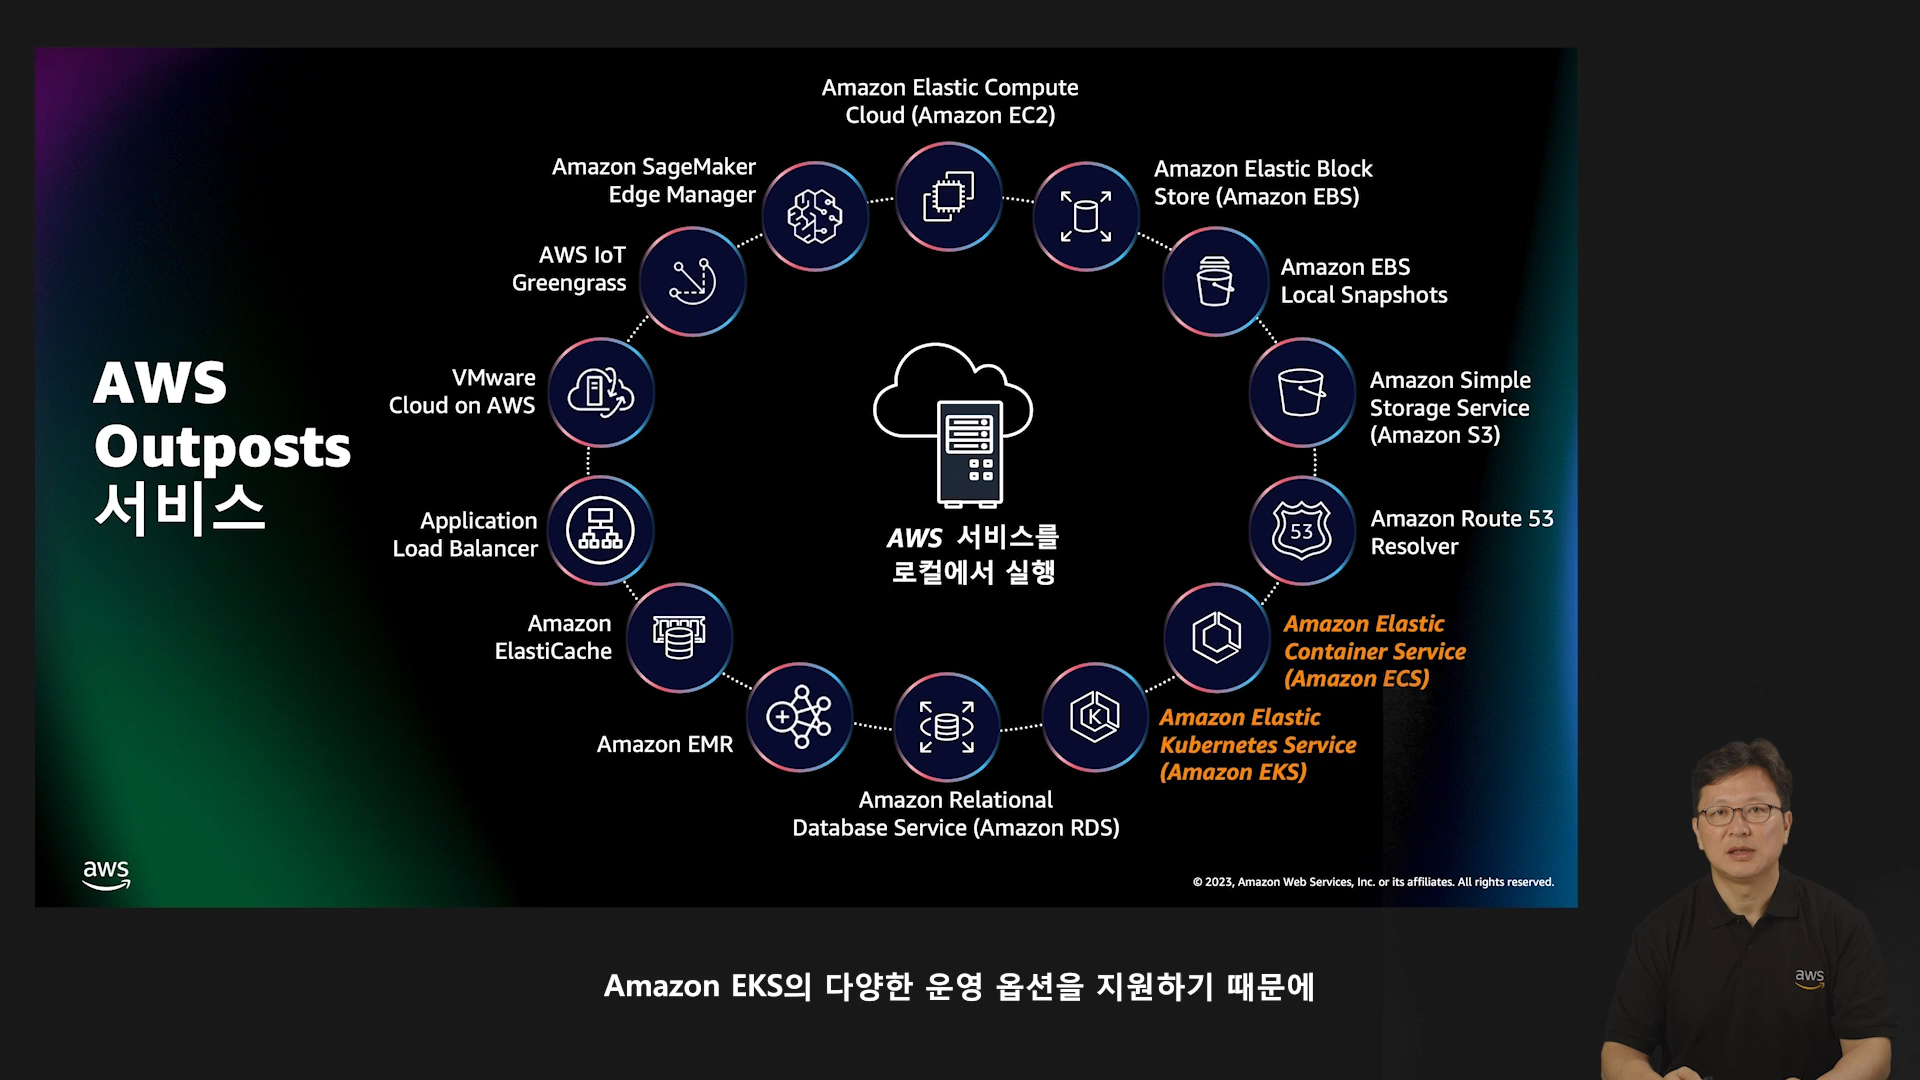 AWS
Outposts
서비스
Amazon Elastic Compute
Cloud (Amazon EC2)
Amazon Elastic Block
Store (Amazon EBS)
Amazon EBS
Local Snapshots
Amazon Simple
Storage Service
(Amazon S3)
53
Amazon Route 53
Resolver
Amazon Elastic
Container Service
(Amazon ECS)
K
Amazon Elastic
Kubernetes Service
(Amazon EKS)
Amazon Relational
Database Service (Amazon RDS)
Amazon EMR
Amazon
ElastiCache
Application
Load Balancer
VMware
Cloud on AWS
AWS IoT
Greengrass
Amazon SageMaker
Edge Manager
AWS 서비스를
로컬에서 실행
aws
© 2023, Amazon Web Services, Inc. or its affiliates. All rights reserved.
aws
Amazon EKS의 다양한 운영 옵션을 지원하기 때문에